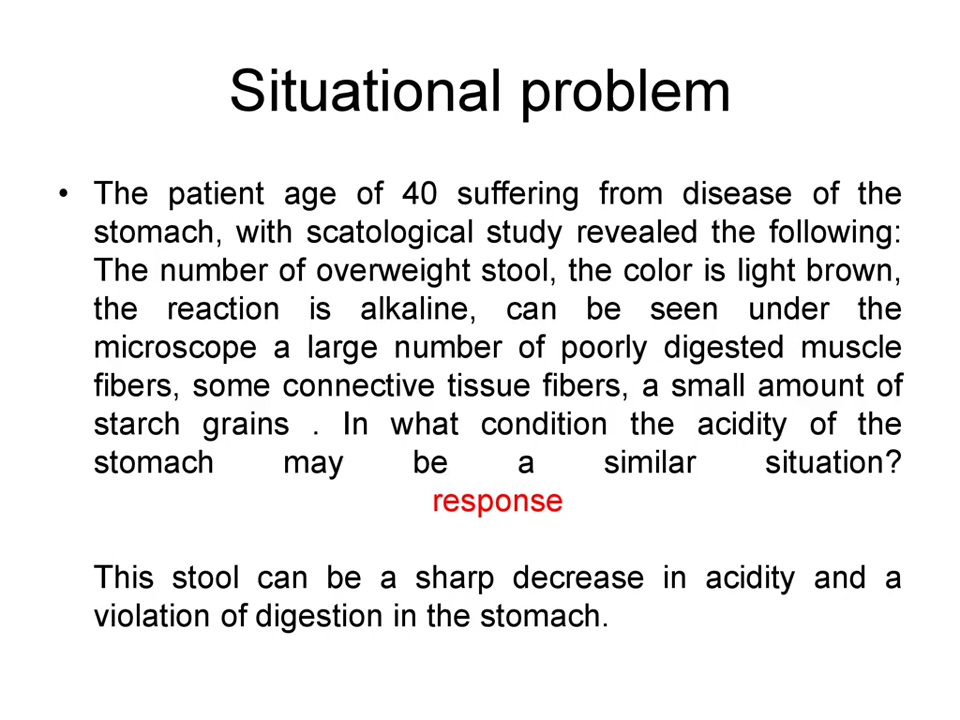 Situational problem
• The patient age of 40 suffering from disease of the
stomach, with scatological study revealed the following:
The number of overweight stool, the color is light brown,
the reaction is alkaline, can be seen under the
microscope a large number of poorly digested muscle
fibers, some connective tissue fibers, a small amount of
starch grains . In what condition the acidity of the
stomach may be a similar situation?
response
This stool can be a sharp decrease in acidity and a
violation of digestion in the stomach.